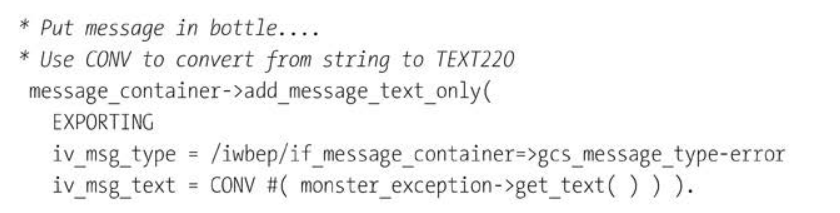 * Put message in bottle....
* Use CONV to convert from string to TEXT220
message_container->add_message_text_only(
EXPORTING
iv_msg_type = /iwbep/if_message_container=>gcs_message_type-error
iv_msg_text = CONV #( monster_exception->get_text( ) ) ).